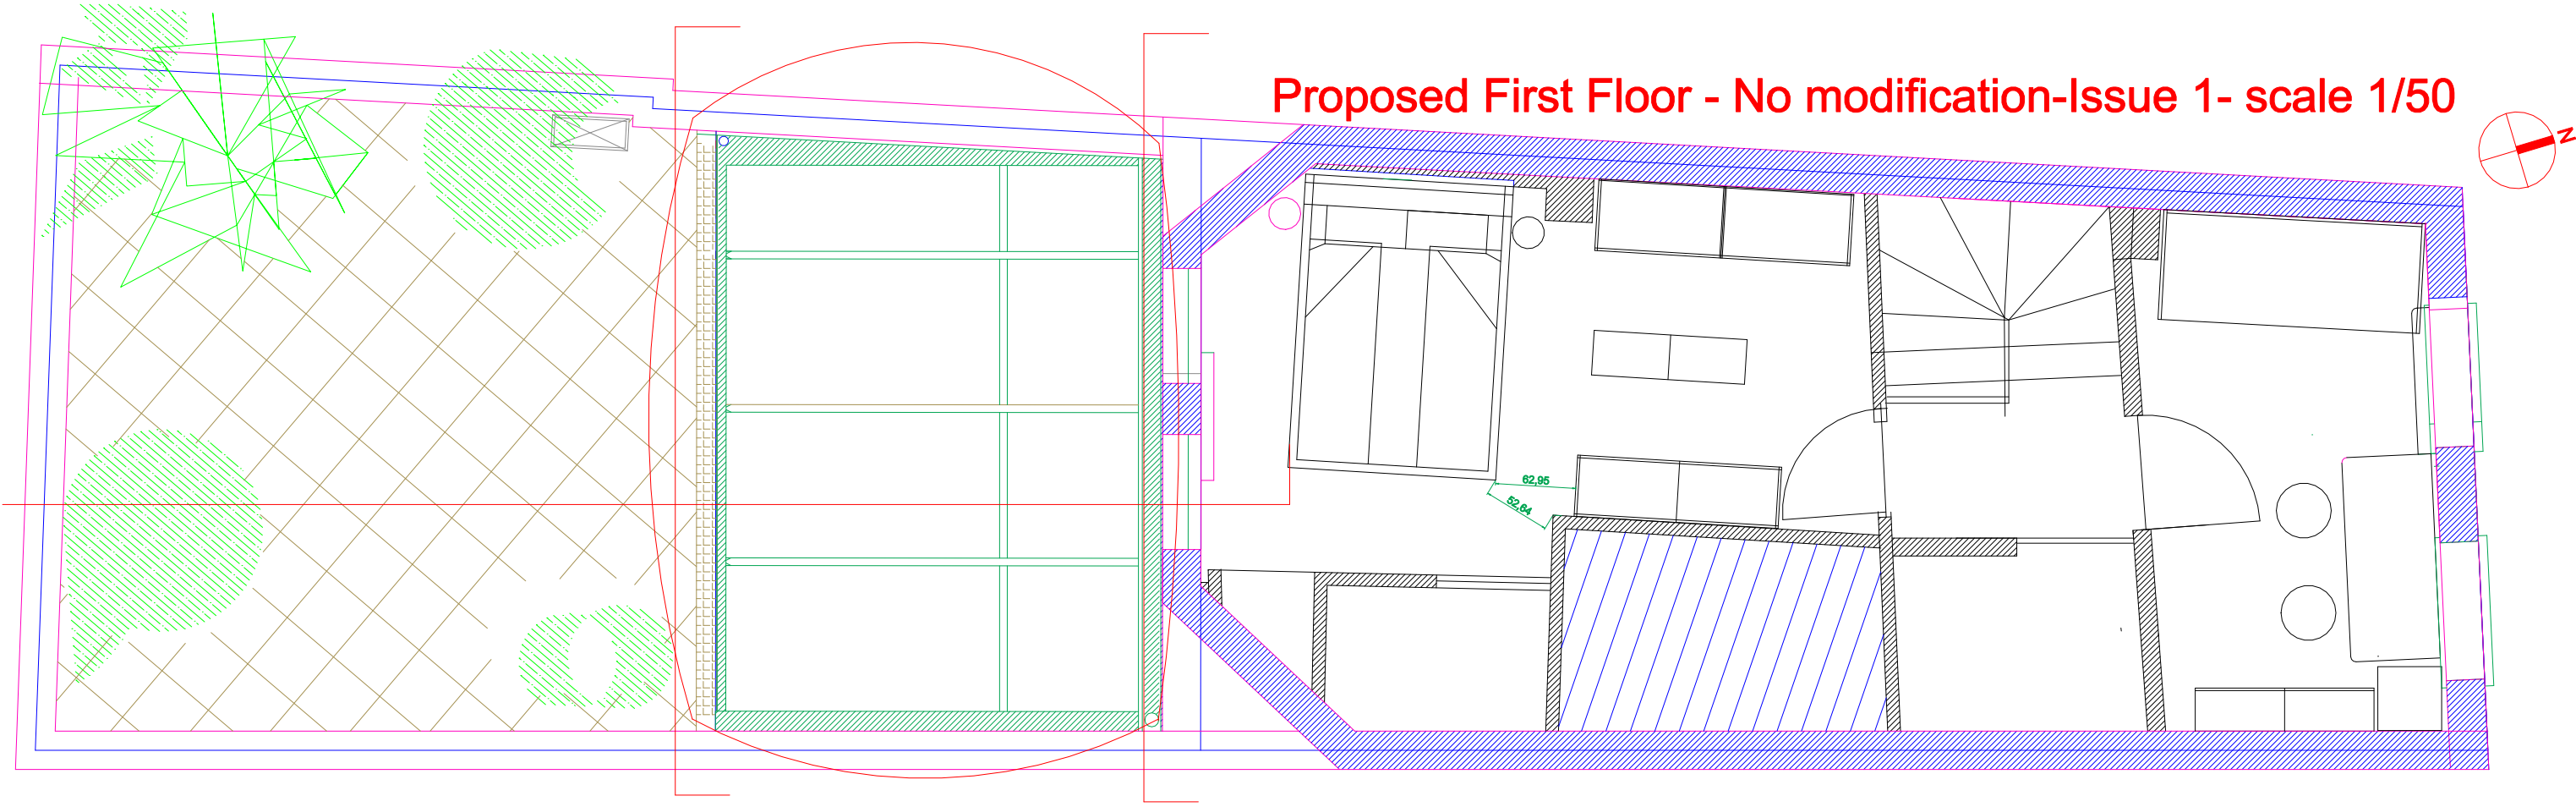 Proposed First Floor - No modification-Issue 1- scale 1/50
N
62,95
52,64